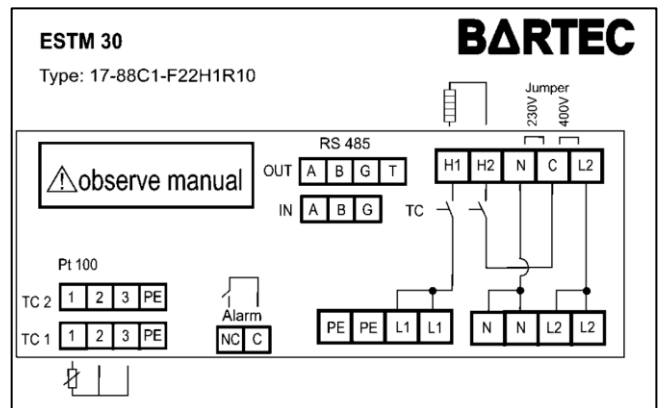 ESTM 30
BARTEC
Type: 17-88C1-F22H1R10
Jumper
230V
400V
RS 485
observe manual
OUT A B G T
H1 H2 N C L2
IN A B G
TC
Pt 100
TC 2 1 2 3 PE
Alarm
TC 1 1 2 3 PE
NC C
PE PE L1 L1
N N L2 L2